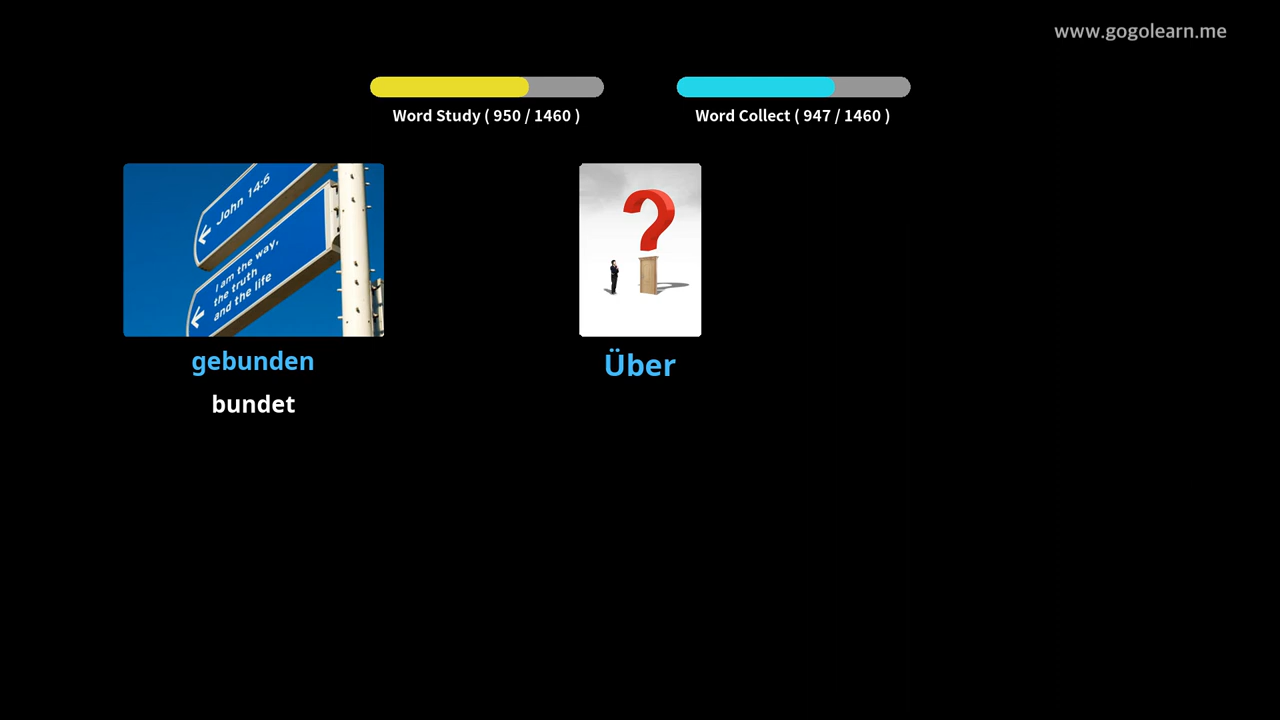 www.gogolearn.me
Word Study ( 950 / 1460 )
Word Collect ( 947 / 1460 )
John 14:6
I am the way,
the truth
and the life
?
gebunden
bundet
Über